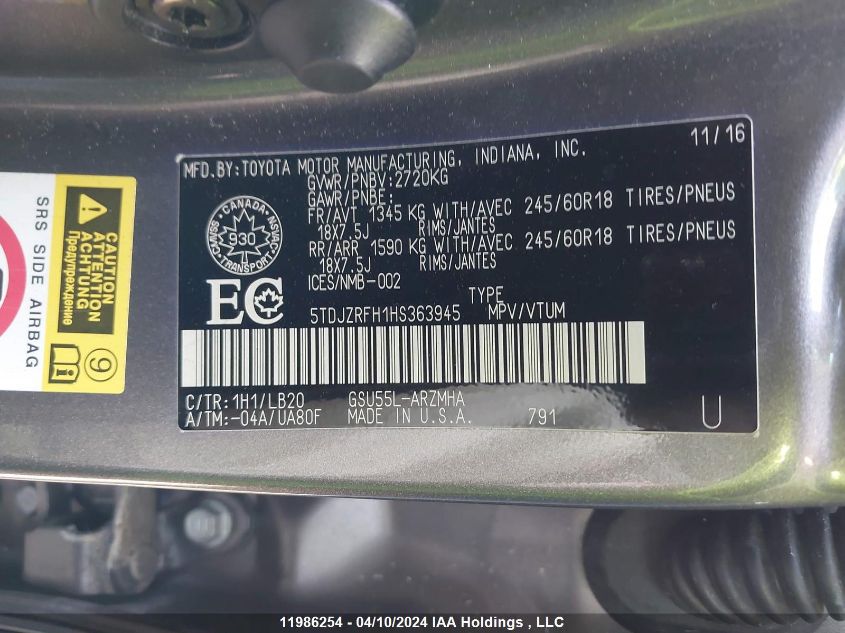 11/16
MFD.BY:TOYOTA MOTOR MANUFACTURING, INDIANA, INC.
GVWR/PNBV:2720KG
GAWR/PNBE:
FR/AVT 1345 KG WITH/AVEC 245/60R18 TIRES/PNEUS
18X7.5J RIMS/JANTES
RR/ARR 1590 KG WITH/AVEC 245/60R18 TIRES/PNEUS
18X7.5J RIMS/JANTES
ICES/NMB-002
CANADA
CMVSS NSVAC
930
TRANSPORT
EC
TYPE
5TDJZRFH1HS363945 MPV/VTUM
C/TR:1H1/LB20 GSU55L-ARZMHA
A/TM:-04A/UA80F MADE IN U.S.A. 791 U
SRS SIDE AIRBAG
CAUTION
ATTENTION
ACHTUNG
Предупреждение
9
11986254 - 04/10/2024 IAA Holdings , LLC